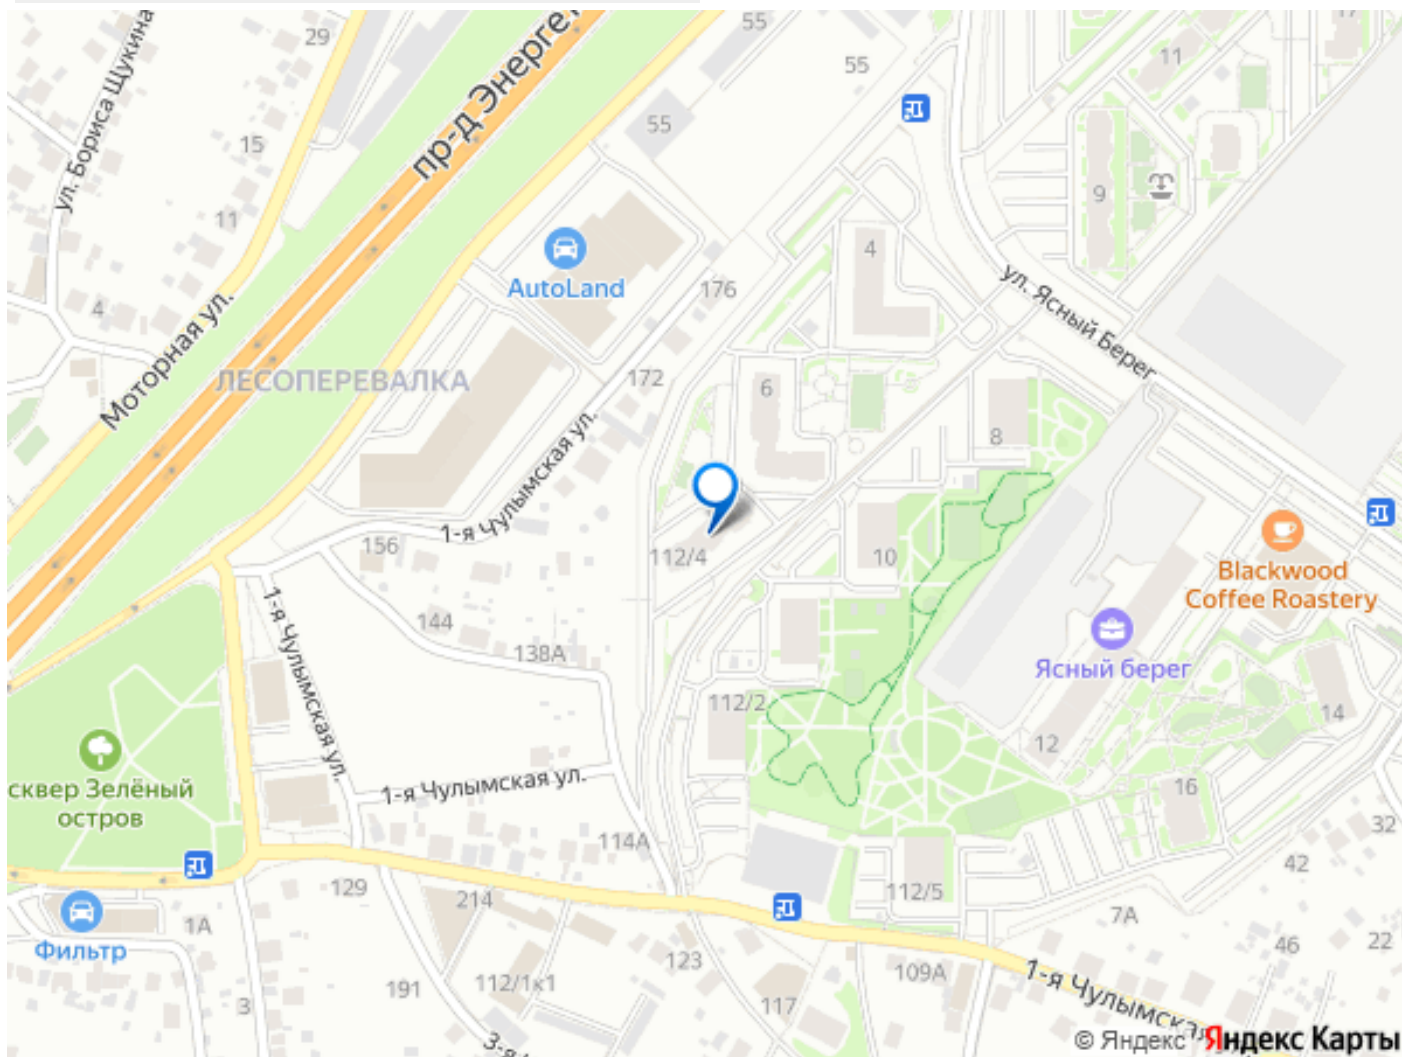 29
пр-д Энергет
55
55
55
11
17
ул. Бориса Щукина
15
11
9
4
AutoLand
176
4
ул. Ясный Берег
Моторная ул.
ЛЕСОПЕРЕВАЛКА
172
6
8
1-я Чулымская ул.
156
112/4
10
Blackwood
Coffee Roastery
1-я Чулымская ул.
144
138А
Ясный берег
112/2
14
12
сквер Зелёный
остров
1-я Чулымская ул.
16
114А
32
42
129
214
112/5
7А
1А
Фильтр
46
22
123
109А
191
112/1к1
117
3
3-я
1-я Чулымская
© Яндекс Яндекс Карты